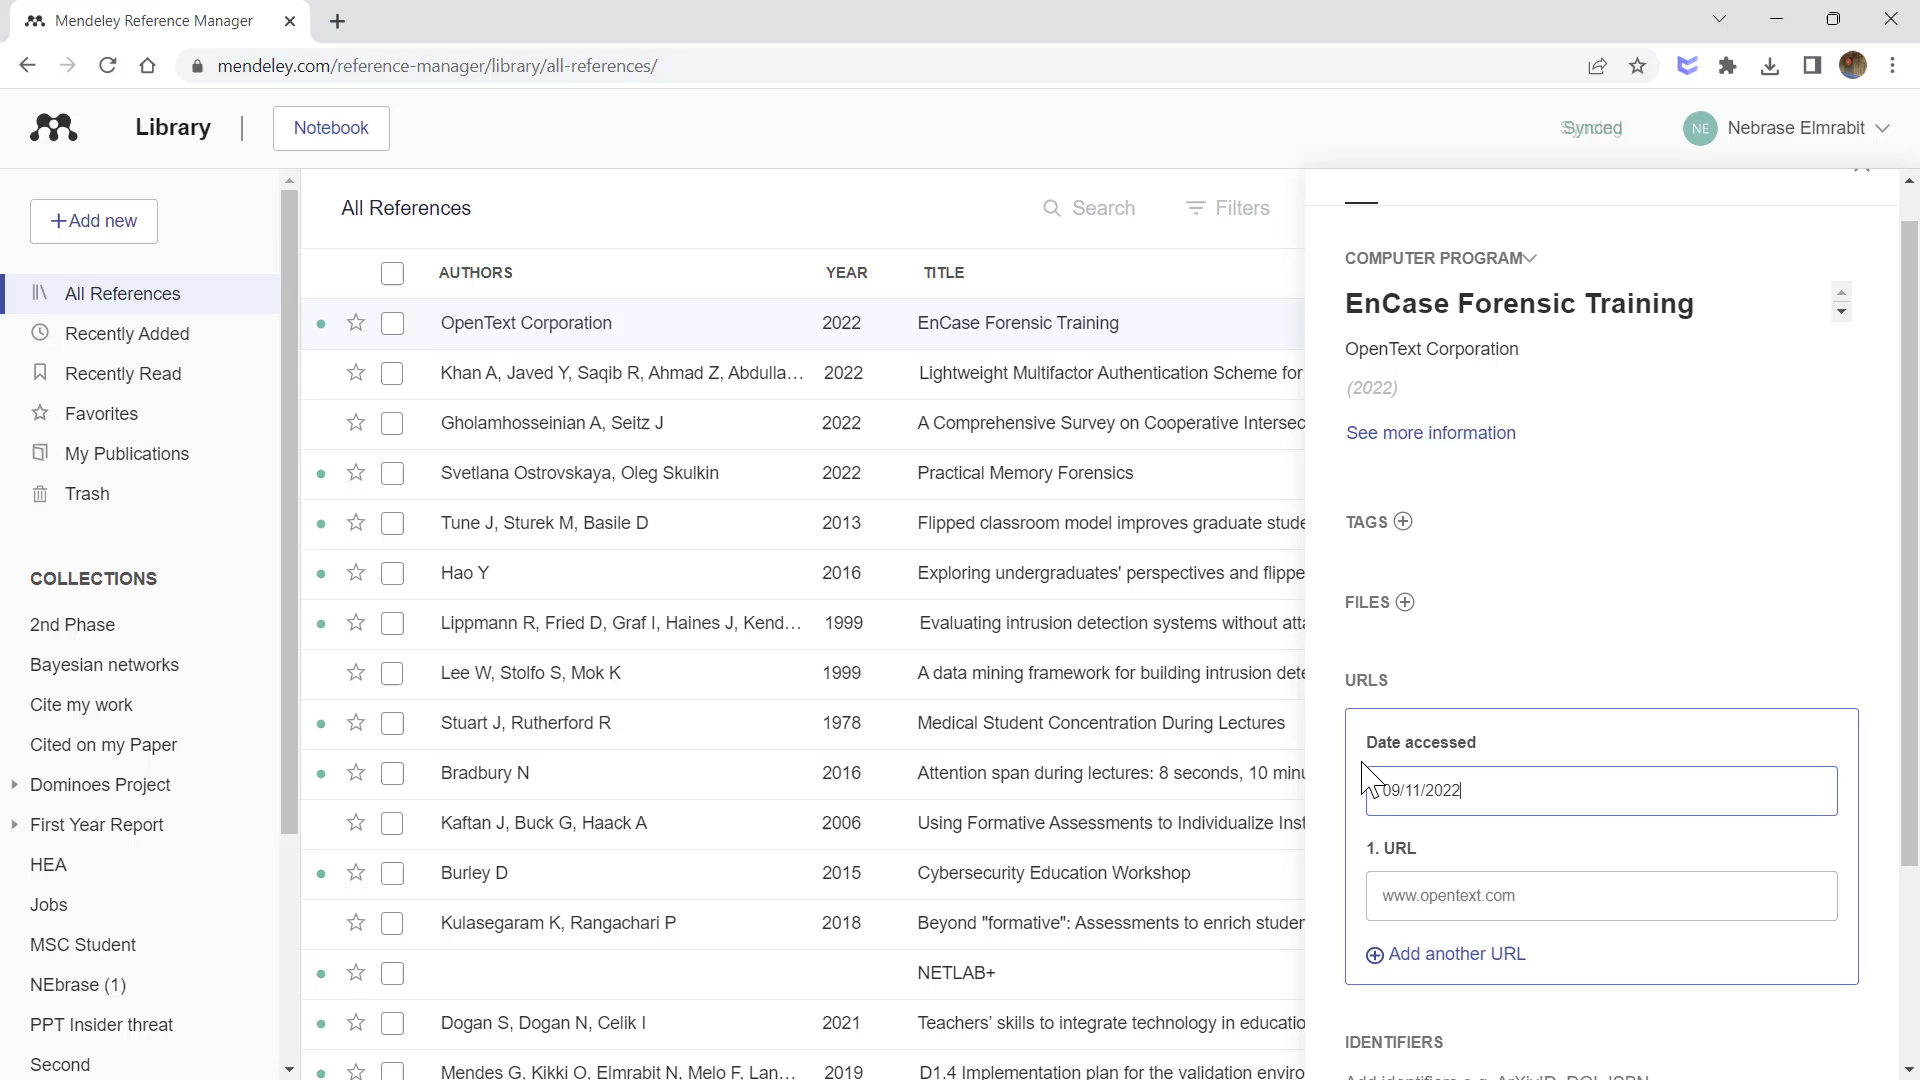 Mendeley Reference Manager
mendeley.com/reference-manager/library/all-references/
Library | Notebook
Synced
NE Nebrase Elmrabit
+Add new
All References
Recently Added
Recently Read
Favorites
My Publications
Trash
COLLECTIONS
2nd Phase
Bayesian networks
Cite my work
Cited on my Paper
Dominoes Project
First Year Report
HEA
Jobs
MSC Student
NEbrase (1)
PPT Insider threat
Second
All References Search Filters
AUTHORS YEAR TITLE
OpenText Corporation 2022 EnCase Forensic Training
Khan A, Javed Y, Saqib R, Ahmad Z, Abdulla... 2022 Lightweight Multifactor Authentication Scheme for
Gholamhosseinian A, Seitz J 2022 A Comprehensive Survey on Cooperative Intersec
Svetlana Ostrovskaya, Oleg Skulkin 2022 Practical Memory Forensics
Tune J, Sturek M, Basile D 2013 Flipped classroom model improves graduate stude
Hao Y 2016 Exploring undergraduates' perspectives and flippe
Lippmann R, Fried D, Graf I, Haines J, Kend... 1999 Evaluating intrusion detection systems without atta
Lee W, Stolfo S, Mok K 1999 A data mining framework for building intrusion dete
Stuart J, Rutherford R 1978 Medical Student Concentration During Lectures
Bradbury N 2016 Attention span during lectures: 8 seconds, 10 minu
Kaftan J, Buck G, Haack A 2006 Using Formative Assessments to Individualize Inst
Burley D 2015 Cybersecurity Education Workshop
Kulasegaram K, Rangachari P 2018 Beyond "formative": Assessments to enrich studen
NETLAB+
Dogan S, Dogan N, Celik I 2021 Teachers' skills to integrate technology in educatio
Mendes G, Kikki O, Elmrabit N, Melo F, Lan... 2019 D1.4 Implementation plan for the validation enviro
COMPUTER PROGRAM
EnCase Forensic Training
OpenText Corporation
(2022)
See more information
TAGS
FILES
URLS
Date accessed
09/11/2022
1. URL
www.opentext.com
Add another URL
IDENTIFIERS
Add identifiers e.g. ArXivID, DOI, ISBN